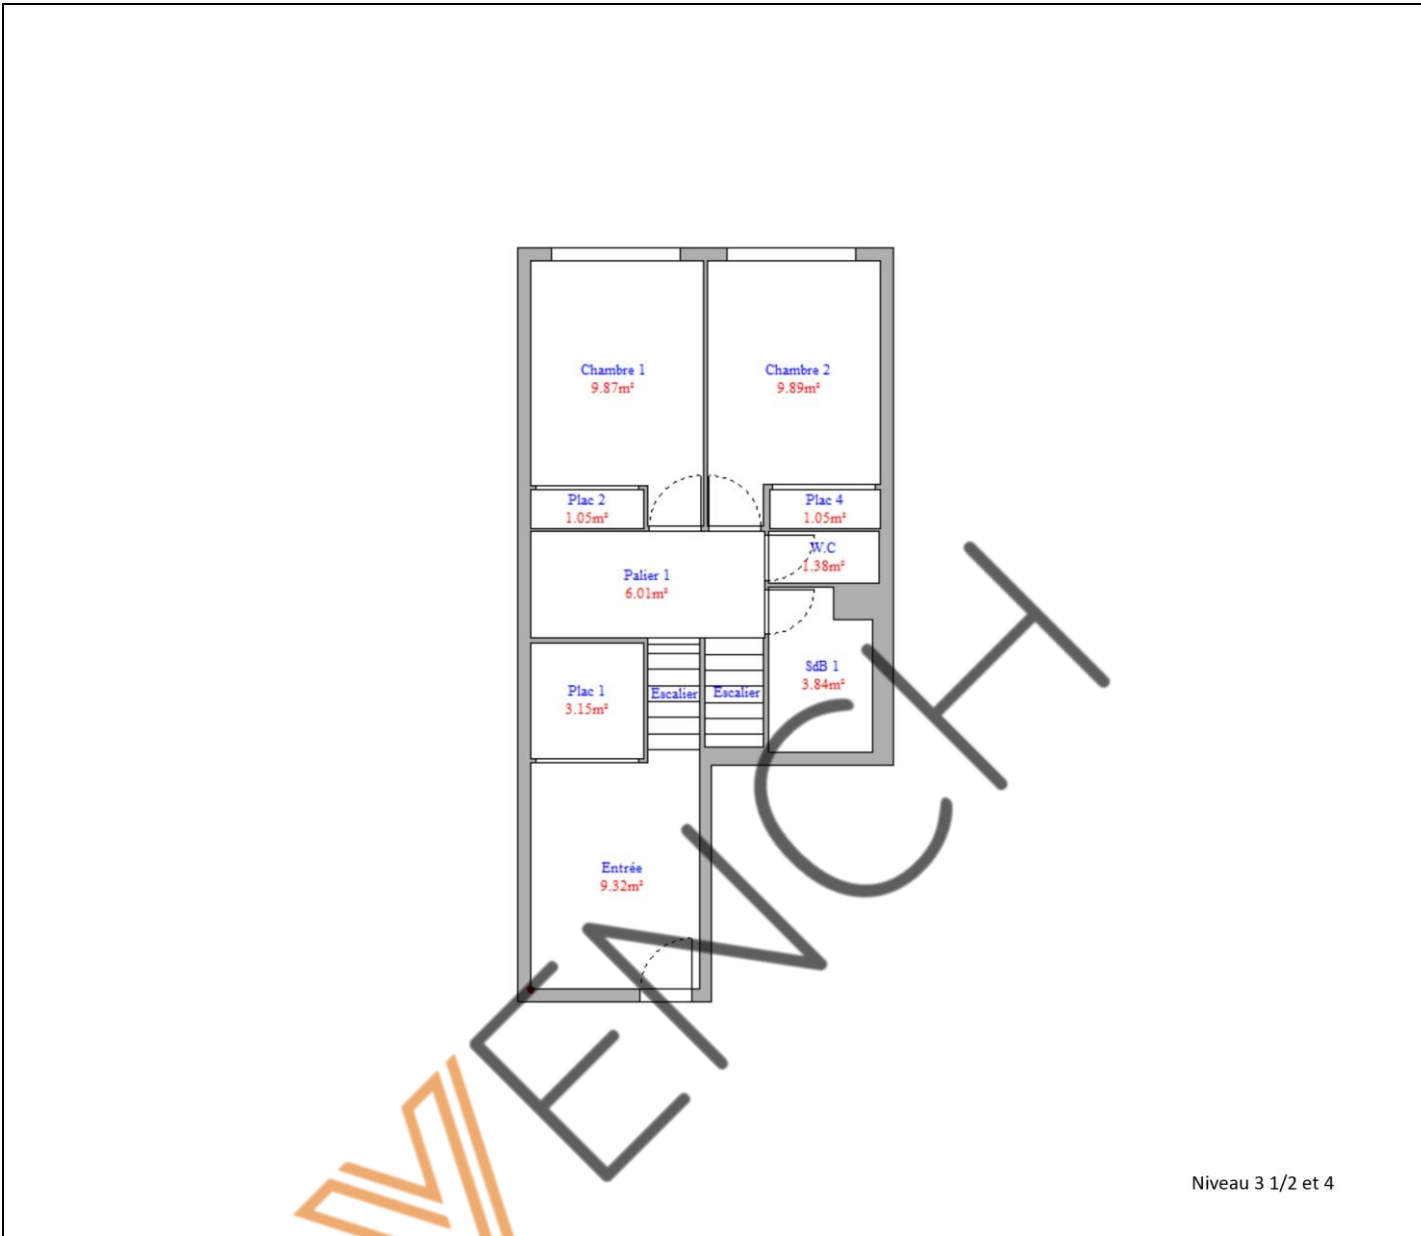 Chambre 1
9.87m²
Chambre 2
9.89m²
Plac 2
1.05m²
Plac 4
1.05m²
W.C
1.38m²
Palier 1
6.01m²
SdB 1
3.84m²
Plac 1
3.15m²
Escalier
Escalier
Entrée
9.32m²
VENCH
Niveau 3 1/2 et 4